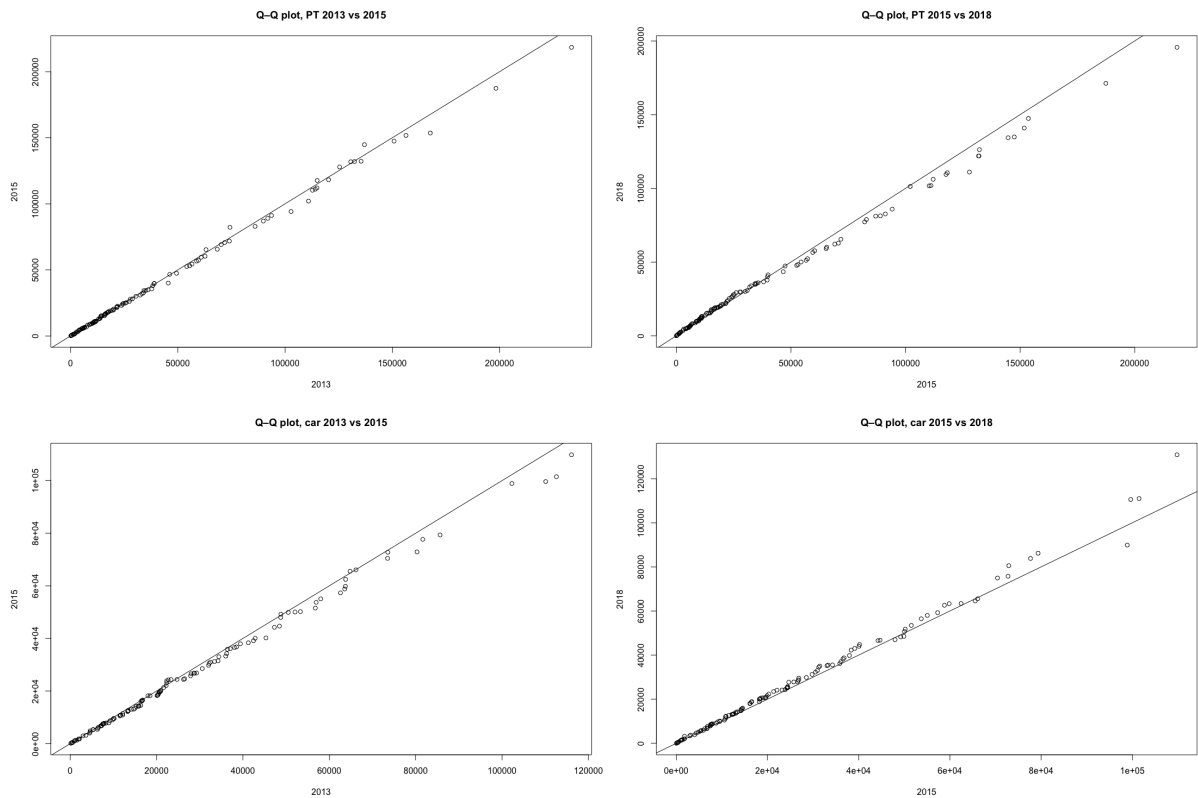 Q–Q plot, PT 2013 vs 2015
2015
0
50000
100000
150000
200000
0 50000 100000 150000 200000
2013
Q–Q plot, PT 2015 vs 2018
2018
0
50000
100000
150000
200000
0 50000 100000 150000 200000
2015
Q–Q plot, car 2013 vs 2015
2015
0e+00
2e+04
4e+04
6e+04
8e+04
1e+05
0 20000 40000 60000 80000 100000 120000
2013
Q–Q plot, car 2015 vs 2018
2018
0
20000
40000
60000
80000
100000
120000
0e+00 2e+04 4e+04 6e+04 8e+04 1e+05
2015